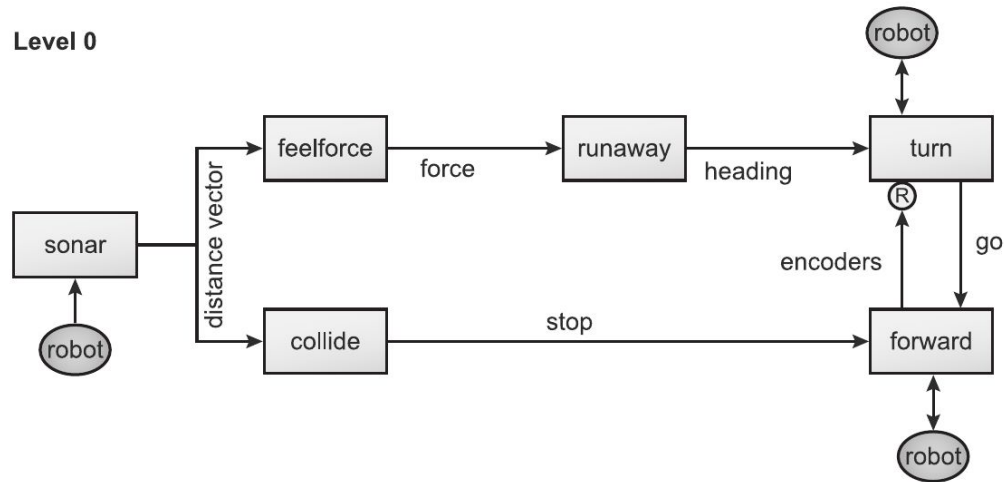 Level 0
robot
feelforce
force
runaway
heading
turn
R
distance vector
sonar
encoders
go
robot
collide
stop
forward
robot